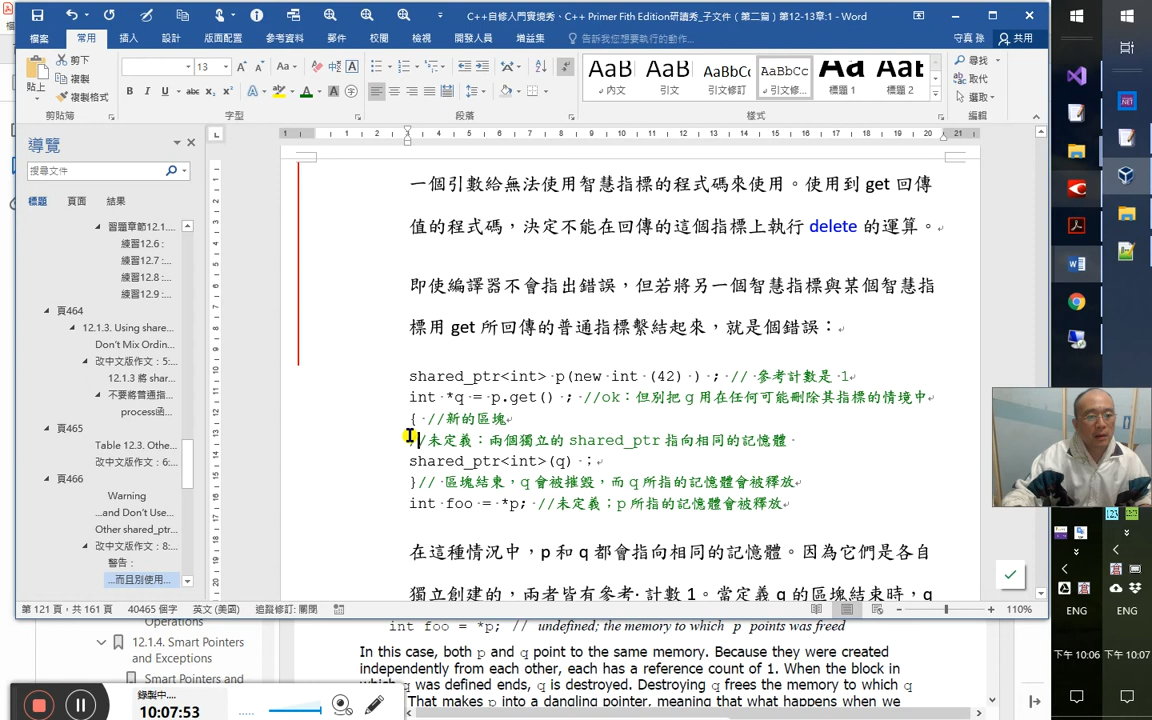 C++自修入門實境秀、C++ Primer Fith Edition研讀秀_子文件（第二篇）第12-13章:1 - Word
檔案 常用 插入 設計 版面配置 參考資料 郵件 校閱 檢視 開發人員 增益集 告訴我您想要執行的動作... 守真 孫 共用
貼上 剪下 複製 複製格式
13
AaB AaB AaBbCc AaBbCc AaB AaBt
內文 引文 引文修訂 引文修... 標題 1 標題 2
尋找 取代 選取
剪貼簿 字型 段落 樣式 編輯
導覽
搜尋文件
標題 頁面 結果
習題章節12.1....
練習12.6 :
練習12.7 :
練習12.8 :
練習12.9 :
頁464
12.1.3. Using share...
Don't Mix Ordin...
改中文版作文：5:...
12.1.3 將 shar...
不要將普通指...
process函...
頁465
Table 12.3. Othe...
頁466
Warning
...and Don't Use...
Other shared_ptr...
改中文版作文：8:...
警告：
...而且別使用...
一個引數給無法使用智慧指標的程式碼來使用。使用到 get 回傳
值的程式碼，決定不能在回傳的這個指標上執行 delete 的運算。
即使編譯器不會指出錯誤，但若將另一個智慧指標與某個智慧指
標用 get 所回傳的普通指標繫結起來，就是個錯誤：
shared_ptr<int> p(new int (42) ) ; // 參考計數是 1
int *q = p.get() ; //ok：但別把 q 用在任何可能刪除其指標的情境中
{ //新的區塊
//未定義：兩個獨立的 shared_ptr 指向相同的記憶體
shared_ptr<int>(q) ;
}// 區塊結束，q 會被摧毀，而 q 所指的記憶體會被釋放
int foo = *p; //未定義；p 所指的記憶體會被釋放
在這種情況中，p 和 q 都會指向相同的記憶體。因為它們是各自
獨立創建的，兩者皆有參考‧計數 1。當定義 q 的區塊結束時，q
第 121 頁，共 161 頁 40465 個字 英文 (美國) 追蹤修訂: 關閉 110%
Operations
12.1.4. Smart Pointers
and Exceptions
Smart Pointers and
int foo = *p; // undefined; the memory to which p points was freed
In this case, both p and q point to the same memory. Because they were created
independently from each other, each has a reference count of 1. When the block in
which q was defined ends, q is destroyed. Destroying q frees the memory to which q
That makes p into a dangling pointer, meaning that what happens when we
錄製中....
10:07:53
ENG ENG
下午 10:06 下午 10:07